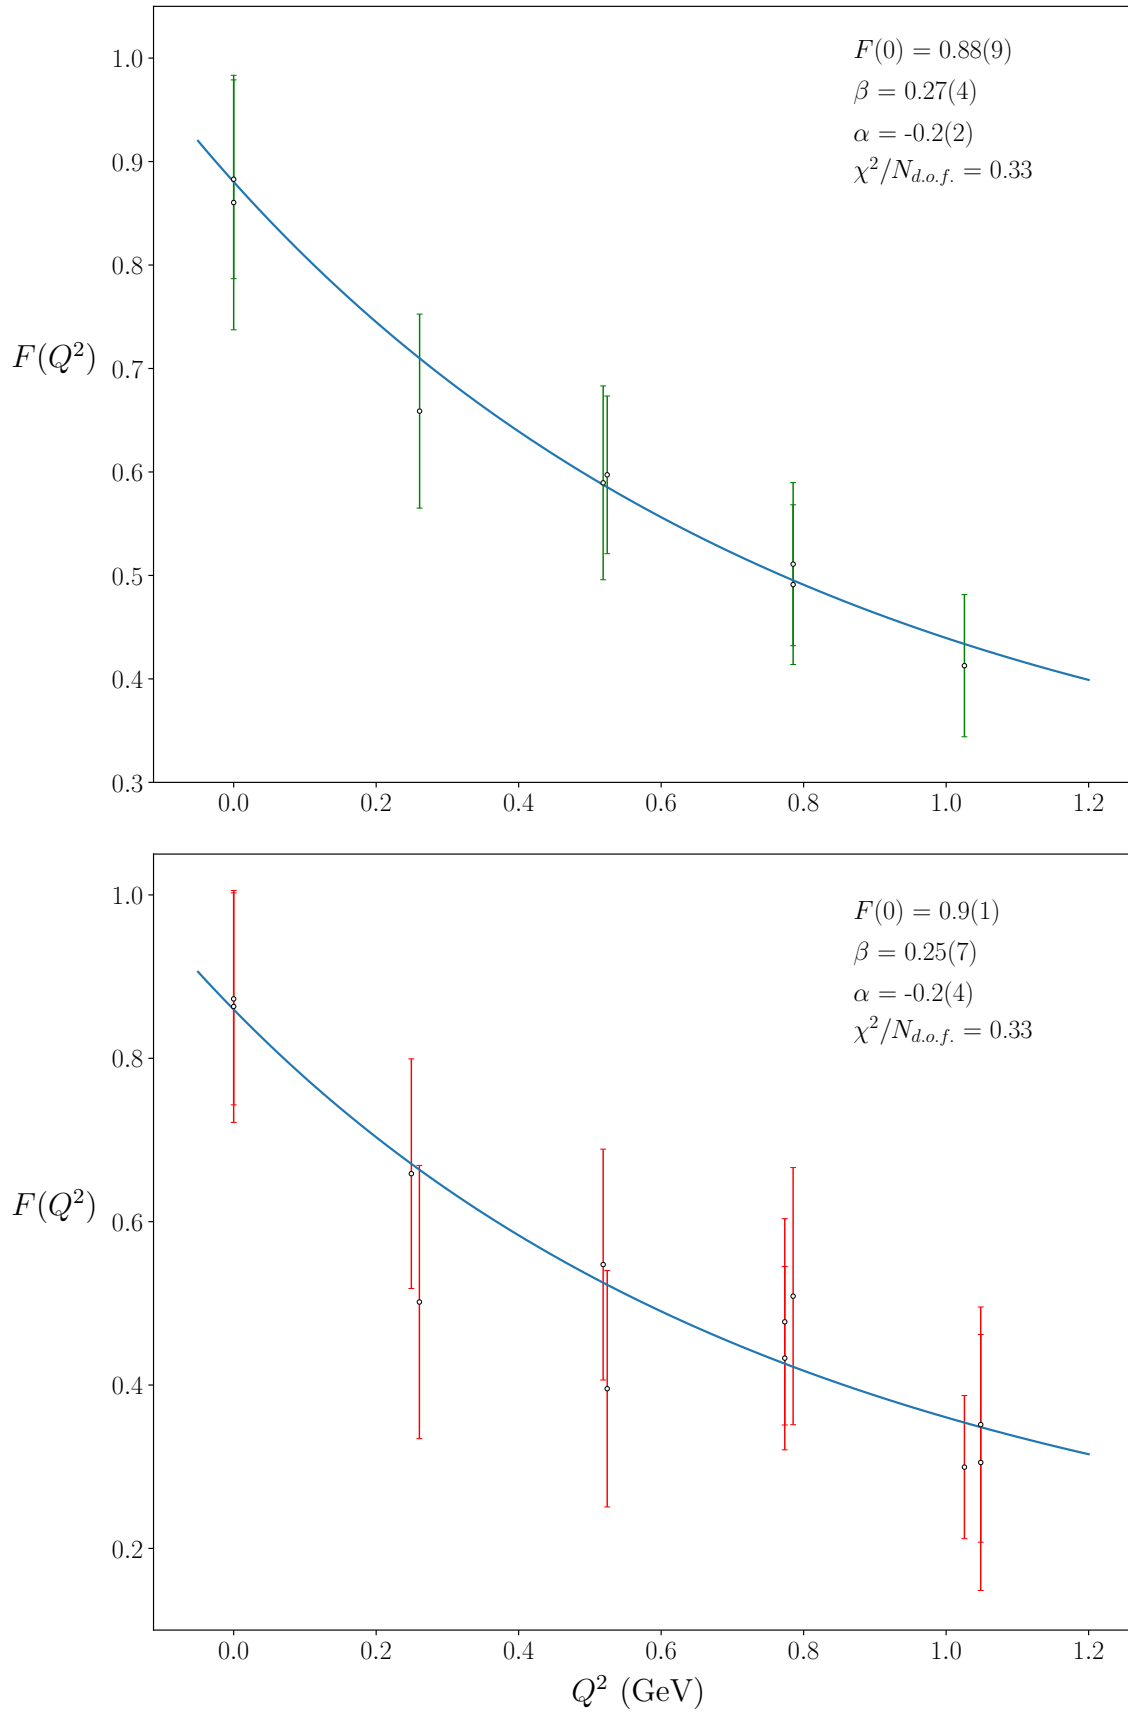 F(0) = 0.88(9)
β = 0.27(4)
α = -0.2(2)
χ²/N_{d.o.f.} = 0.33
1.0
0.9
0.8
0.7
0.6
0.5
0.4
0.3
F(Q²)
0.0 0.2 0.4 0.6 0.8 1.0 1.2
F(0) = 0.9(1)
β = 0.25(7)
α = -0.2(4)
χ²/N_{d.o.f.} = 0.33
1.0
0.8
0.6
0.4
0.2
F(Q²)
0.0 0.2 0.4 0.6 0.8 1.0 1.2
Q² (GeV)